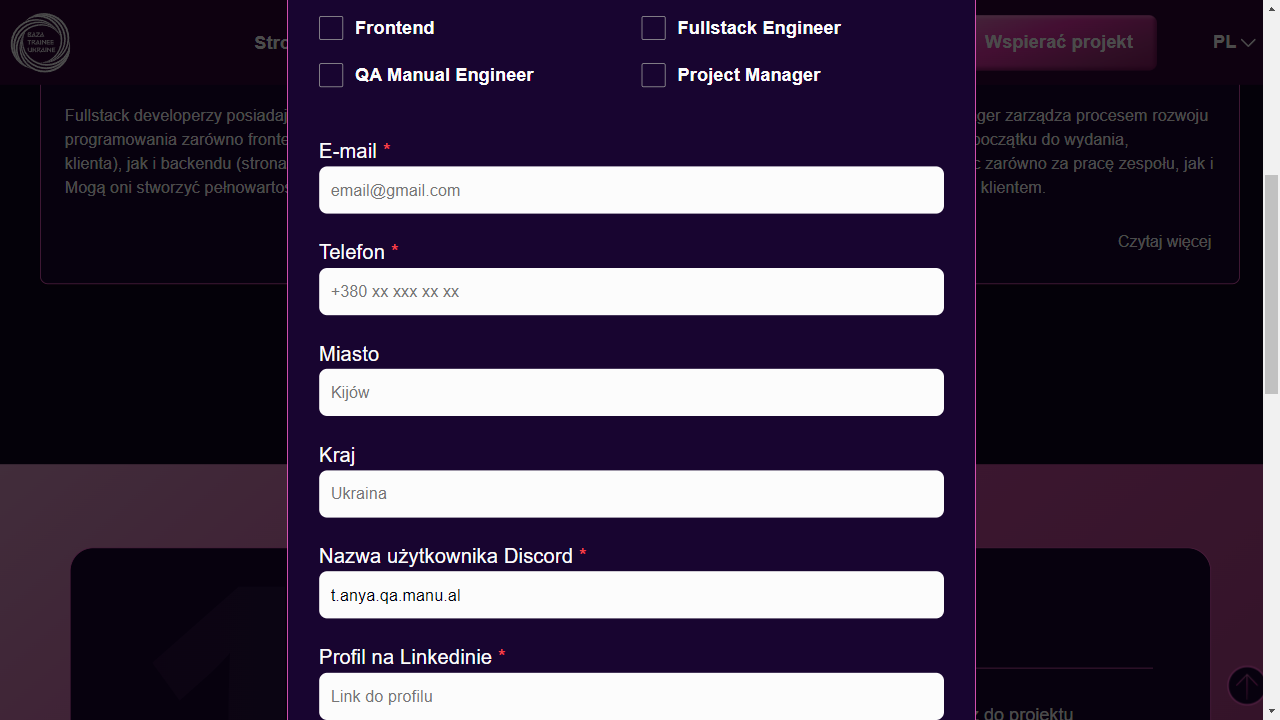 BAZA
TRAINEE
UKRAINE
Stro
Wspierać projekt
PL
Frontend
Fullstack Engineer
QA Manual Engineer
Project Manager
Fullstack developerzy posiadaj
programowania zarówno fronte
klienta), jak i backendu (strona
Mogą oni stworzyć pełnowartoś
ger zarządza procesem rozwoju
początku do wydania,
c zarówno za pracę zespołu, jak i
klientem.
Czytaj więcej
E-mail *
email@gmail.com
Telefon *
+380 xx xxx xx xx
Miasto
Kijów
Kraj
Ukraina
Nazwa użytkownika Discord *
t.anya.qa.manu.al
Profil na Linkedinie *
Link do profilu
1
do projektu